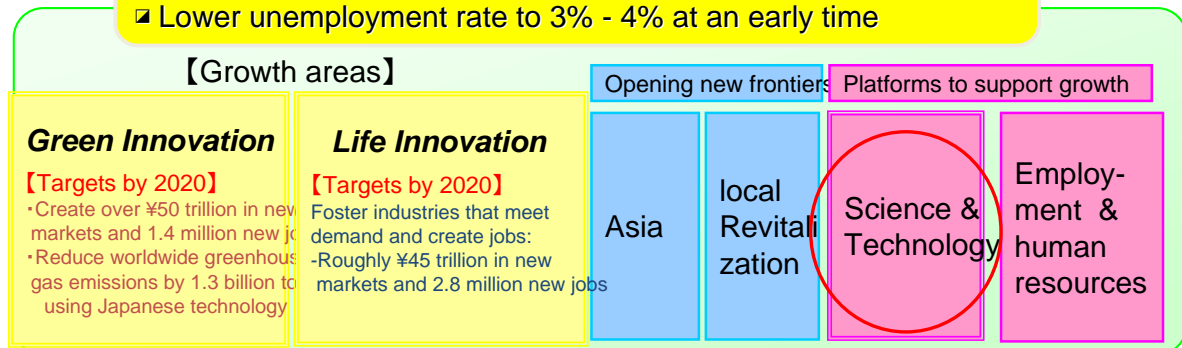 Lower unemployment rate to 3% - 4% at an early time
【Growth areas】
Opening new frontiers
Platforms to support growth
Green Innovation
【Targets by 2020】
・Create over ¥50 trillion in new
markets and 1.4 million new jo
・Reduce worldwide greenhous
gas emissions by 1.3 billion to
using Japanese technology
Life Innovation
【Targets by 2020】
Foster industries that meet
demand and create jobs:
-Roughly ¥45 trillion in new
markets and 2.8 million new jobs
Asia
local
Revitali
zation
Science &
Technology
Employ-
ment &
human
resources